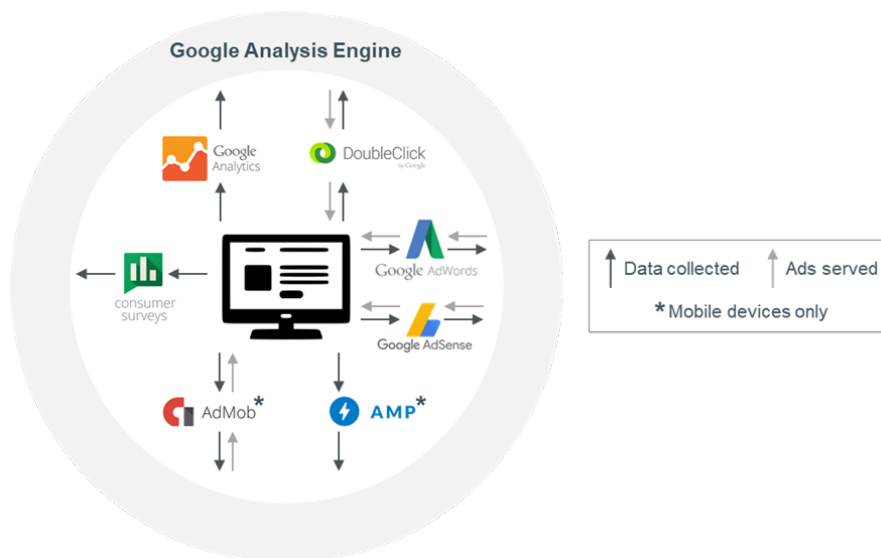 Google Analysis Engine
Google
Analytics
DoubleClick
by Google
Google AdWords
consumer
surveys
Google AdSense
AdMob*
AMP*
Data collected
Ads served
* Mobile devices only